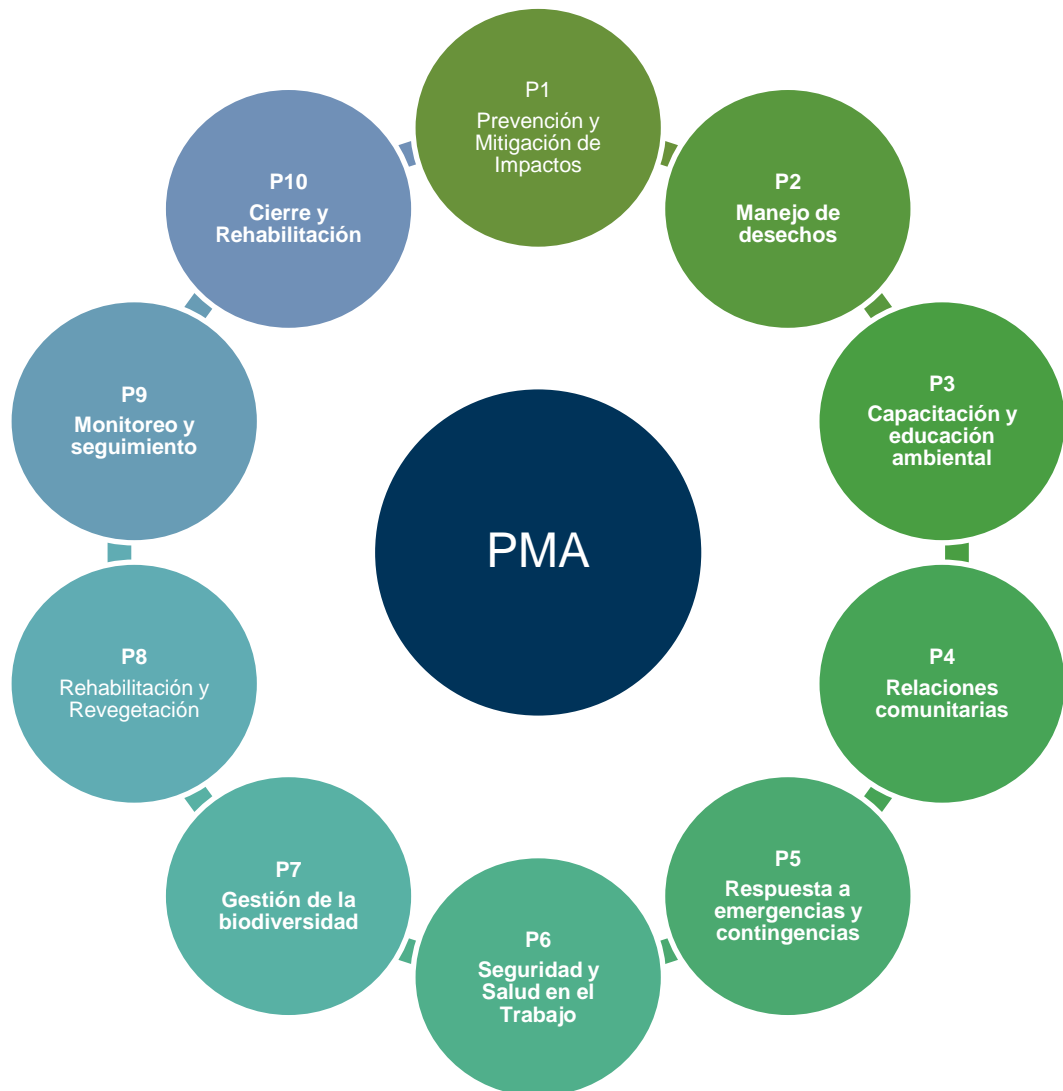 P1
Prevención y
Mitigación de
Impactos
P2
Manejo de
desechos
P3
Capacitación y
educación
ambiental
P4
Relaciones
comunitarias
P5
Respuesta a
emergencias y
contingencias
P6
Seguridad y
Salud en el
Trabajo
P7
Gestión de la
biodiversidad
P8
Rehabilitación y
Revegetación
P9
Monitoreo y
seguimiento
P10
Cierre y
Rehabilitación
PMA